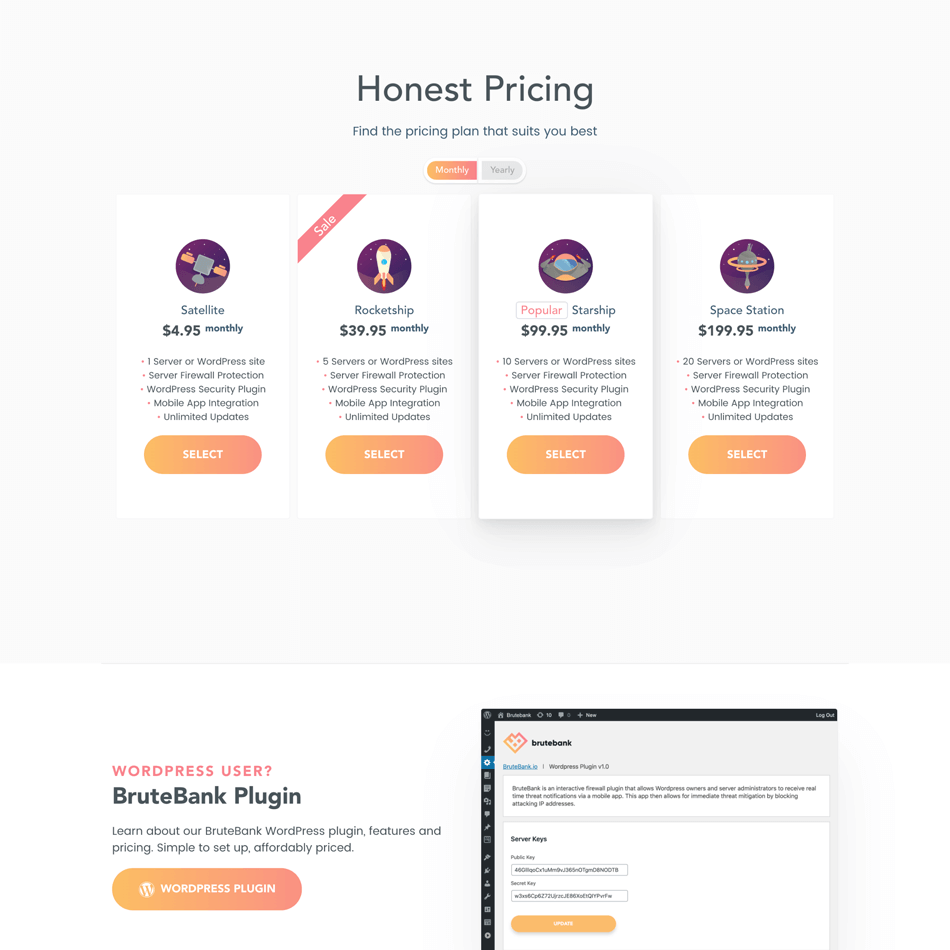 Honest Pricing
Find the pricing plan that suits you best
Monthly
Yearly
Satellite
$4.95 monthly
• 1 Server or WordPress site
• Server Firewall Protection
• WordPress Security Plugin
• Mobile App Integration
• Unlimited Updates
SELECT
Sale
Rocketship
$39.95 monthly
• 5 Servers or WordPress sites
• Server Firewall Protection
• WordPress Security Plugin
• Mobile App Integration
• Unlimited Updates
SELECT
Popular Starship
$99.95 monthly
• 10 Servers or WordPress sites
• Server Firewall Protection
• WordPress Security Plugin
• Mobile App Integration
• Unlimited Updates
SELECT
Space Station
$199.95 monthly
• 20 Servers or WordPress sites
• Server Firewall Protection
• WordPress Security Plugin
• Mobile App Integration
• Unlimited Updates
SELECT
WORDPRESS USER?
BruteBank Plugin
Learn about our BruteBank WordPress plugin, features and
pricing. Simple to set up, affordably priced.
WORDPRESS PLUGIN
Brutebank 10 0 + New Log Out
brutebank
BruteBank.io | Wordpress Plugin v1.0
BruteBank is an interactive firewall plugin that allows WordPress owners and server administrators to receive real
time threat notifications via a mobile app. This app then allows for immediate threat mitigation by blocking
attacking IP addresses.
Server Keys
Public Key
Secret Key
UPDATE